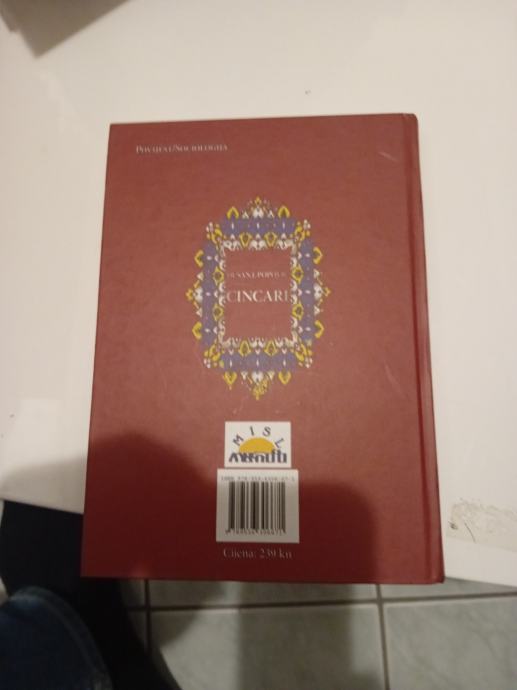 POVIJEST/SOCIOLOGIJA
DUŠAN J. POPOVIĆ
CINCARI
MISL
Cijena: 239 kn